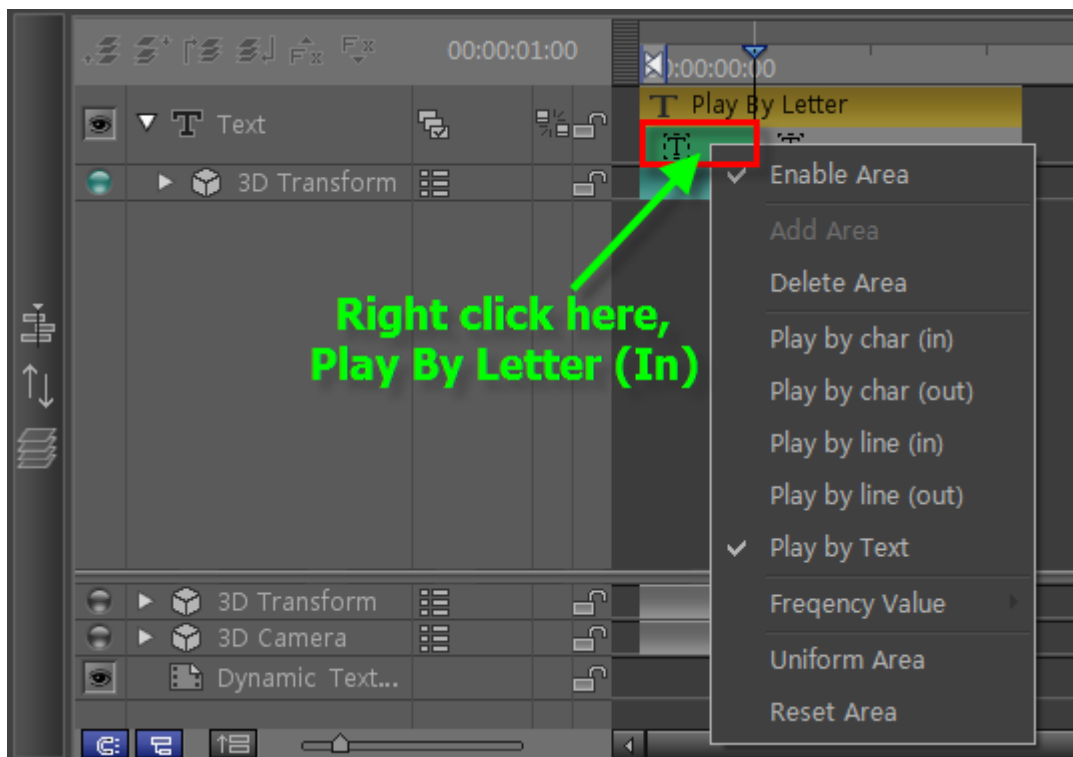 00:00:01:00
0:00:00:00
T Play By Letter
T Text
3D Transform
Right click here,
Play By Letter (In)
Enable Area
Add Area
Delete Area
Play by char (in)
Play by char (out)
Play by line (in)
Play by line (out)
Play by Text
Freqency Value
Uniform Area
Reset Area
3D Transform
3D Camera
Dynamic Text...